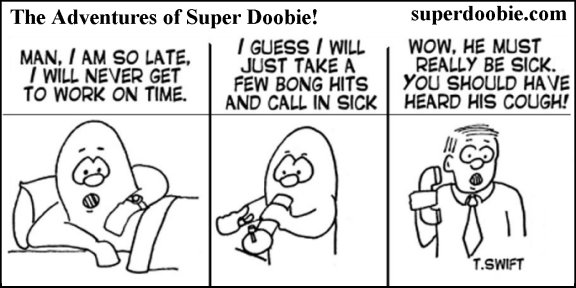 The Adventures of Super Doobie!
superdoobie.com
MAN, I AM SO LATE,
I WILL NEVER GET
TO WORK ON TIME.
I GUESS I WILL
JUST TAKE A
FEW BONG HITS
AND CALL IN SICK
WOW, HE MUST
REALLY BE SICK.
YOU SHOULD HAVE
HEARD HIS COUGH!
T.SWIFT